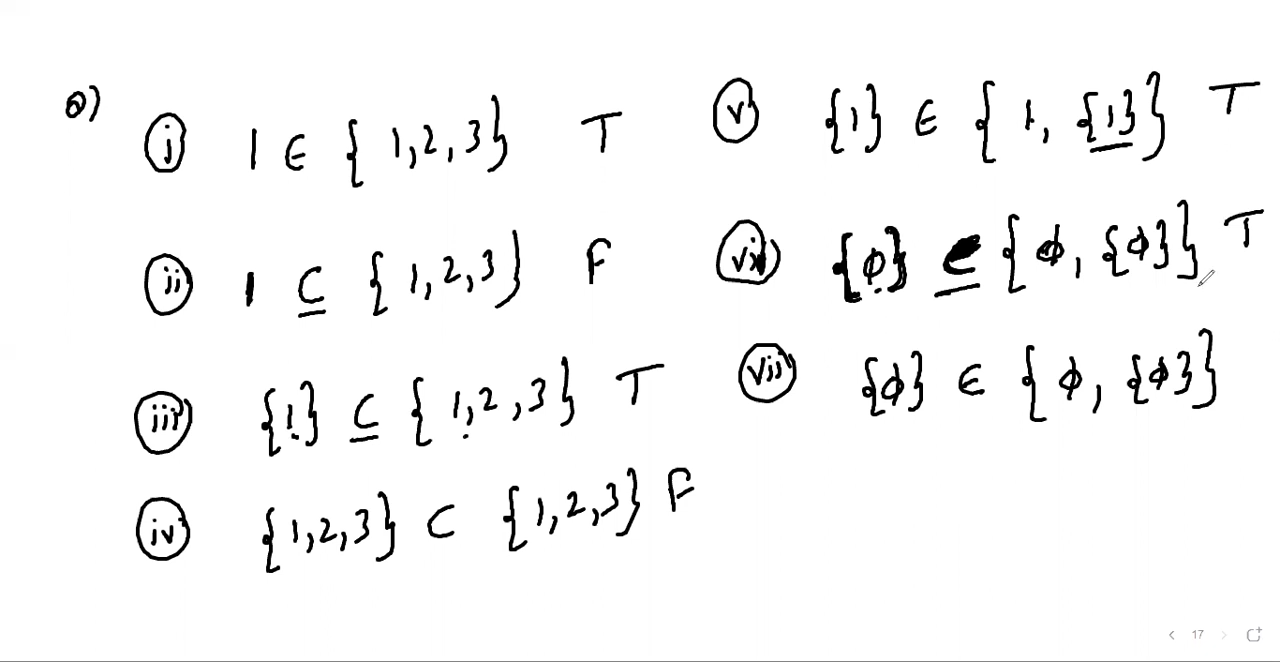 Q)
i 1 ∈ {1,2,3} T
ii 1 ⊆ {1,2,3} F
iii {1} ⊆ {1,2,3} T
iv {1,2,3} ⊂ {1,2,3} F
v {1} ∈ {1, {1}} T
vi {ϕ} ⊆ {ϕ, {ϕ}} T
vii {ϕ} ∈ {ϕ, {ϕ}}
< 17 >